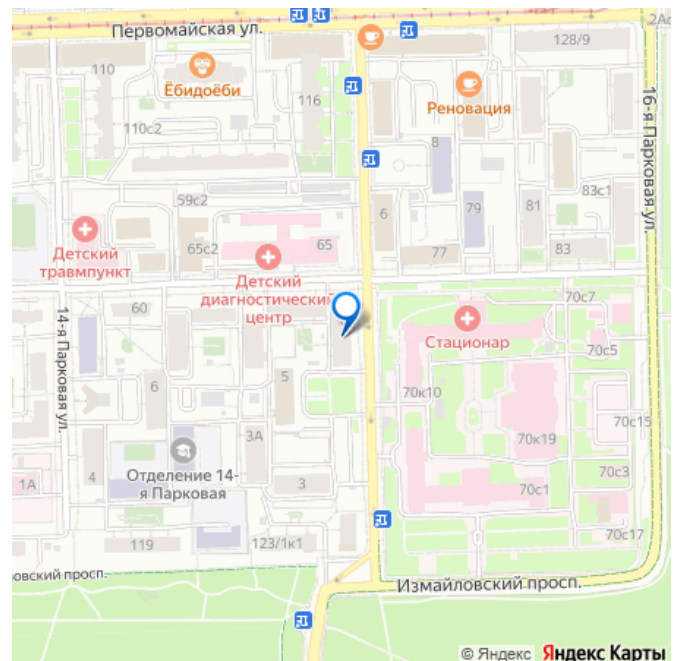 Первомайская ул.
2Ас
128/9
110
Ёбидоёби
116
Реновация
110с2
8
16-я Парковая ул.
59с2
83с1
6
79
81
65с2
65
77
83
Детский
травмпункт
Детский
диагностический
центр
70с7
60
14-я Парковая ул.
Стационар
70с5
6
5
70к10
70с15
3А
70к19
Отделение 14-
я Парковая
4
1А
3
70с1
70с3
70с17
119
123/1к1
овский просп.
Измайловский просп.
© Яндекс Яндекс Карты